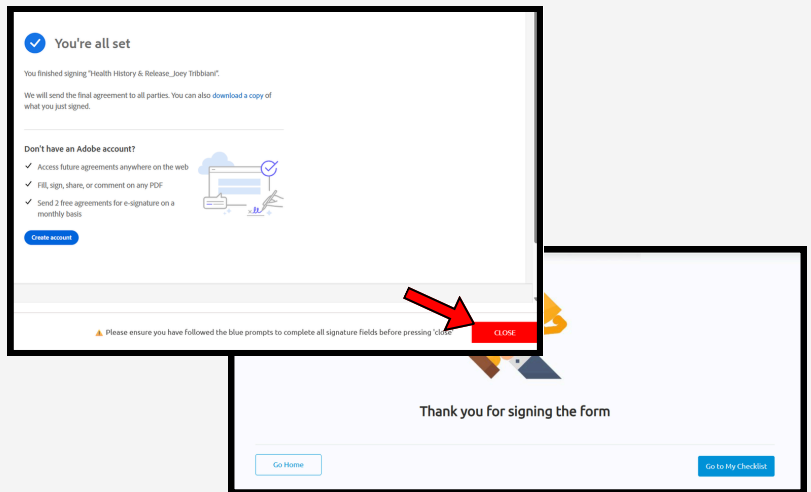 You're all set
You finished signing "Health History & Release_Joey Tribbiani".
We will send the final agreement to all parties. You can also download a copy of
what you just signed.
Don't have an Adobe account?
Access future agreements anywhere on the web
Fill, sign, share, or comment on any PDF
Send 2 free agreements for e-signature on a
monthly basis
Create account
Please ensure you have followed the blue prompts to complete all signature fields before pressing 'close'
CLOSE
Thank you for signing the form
Go Home
Go to My Checklist